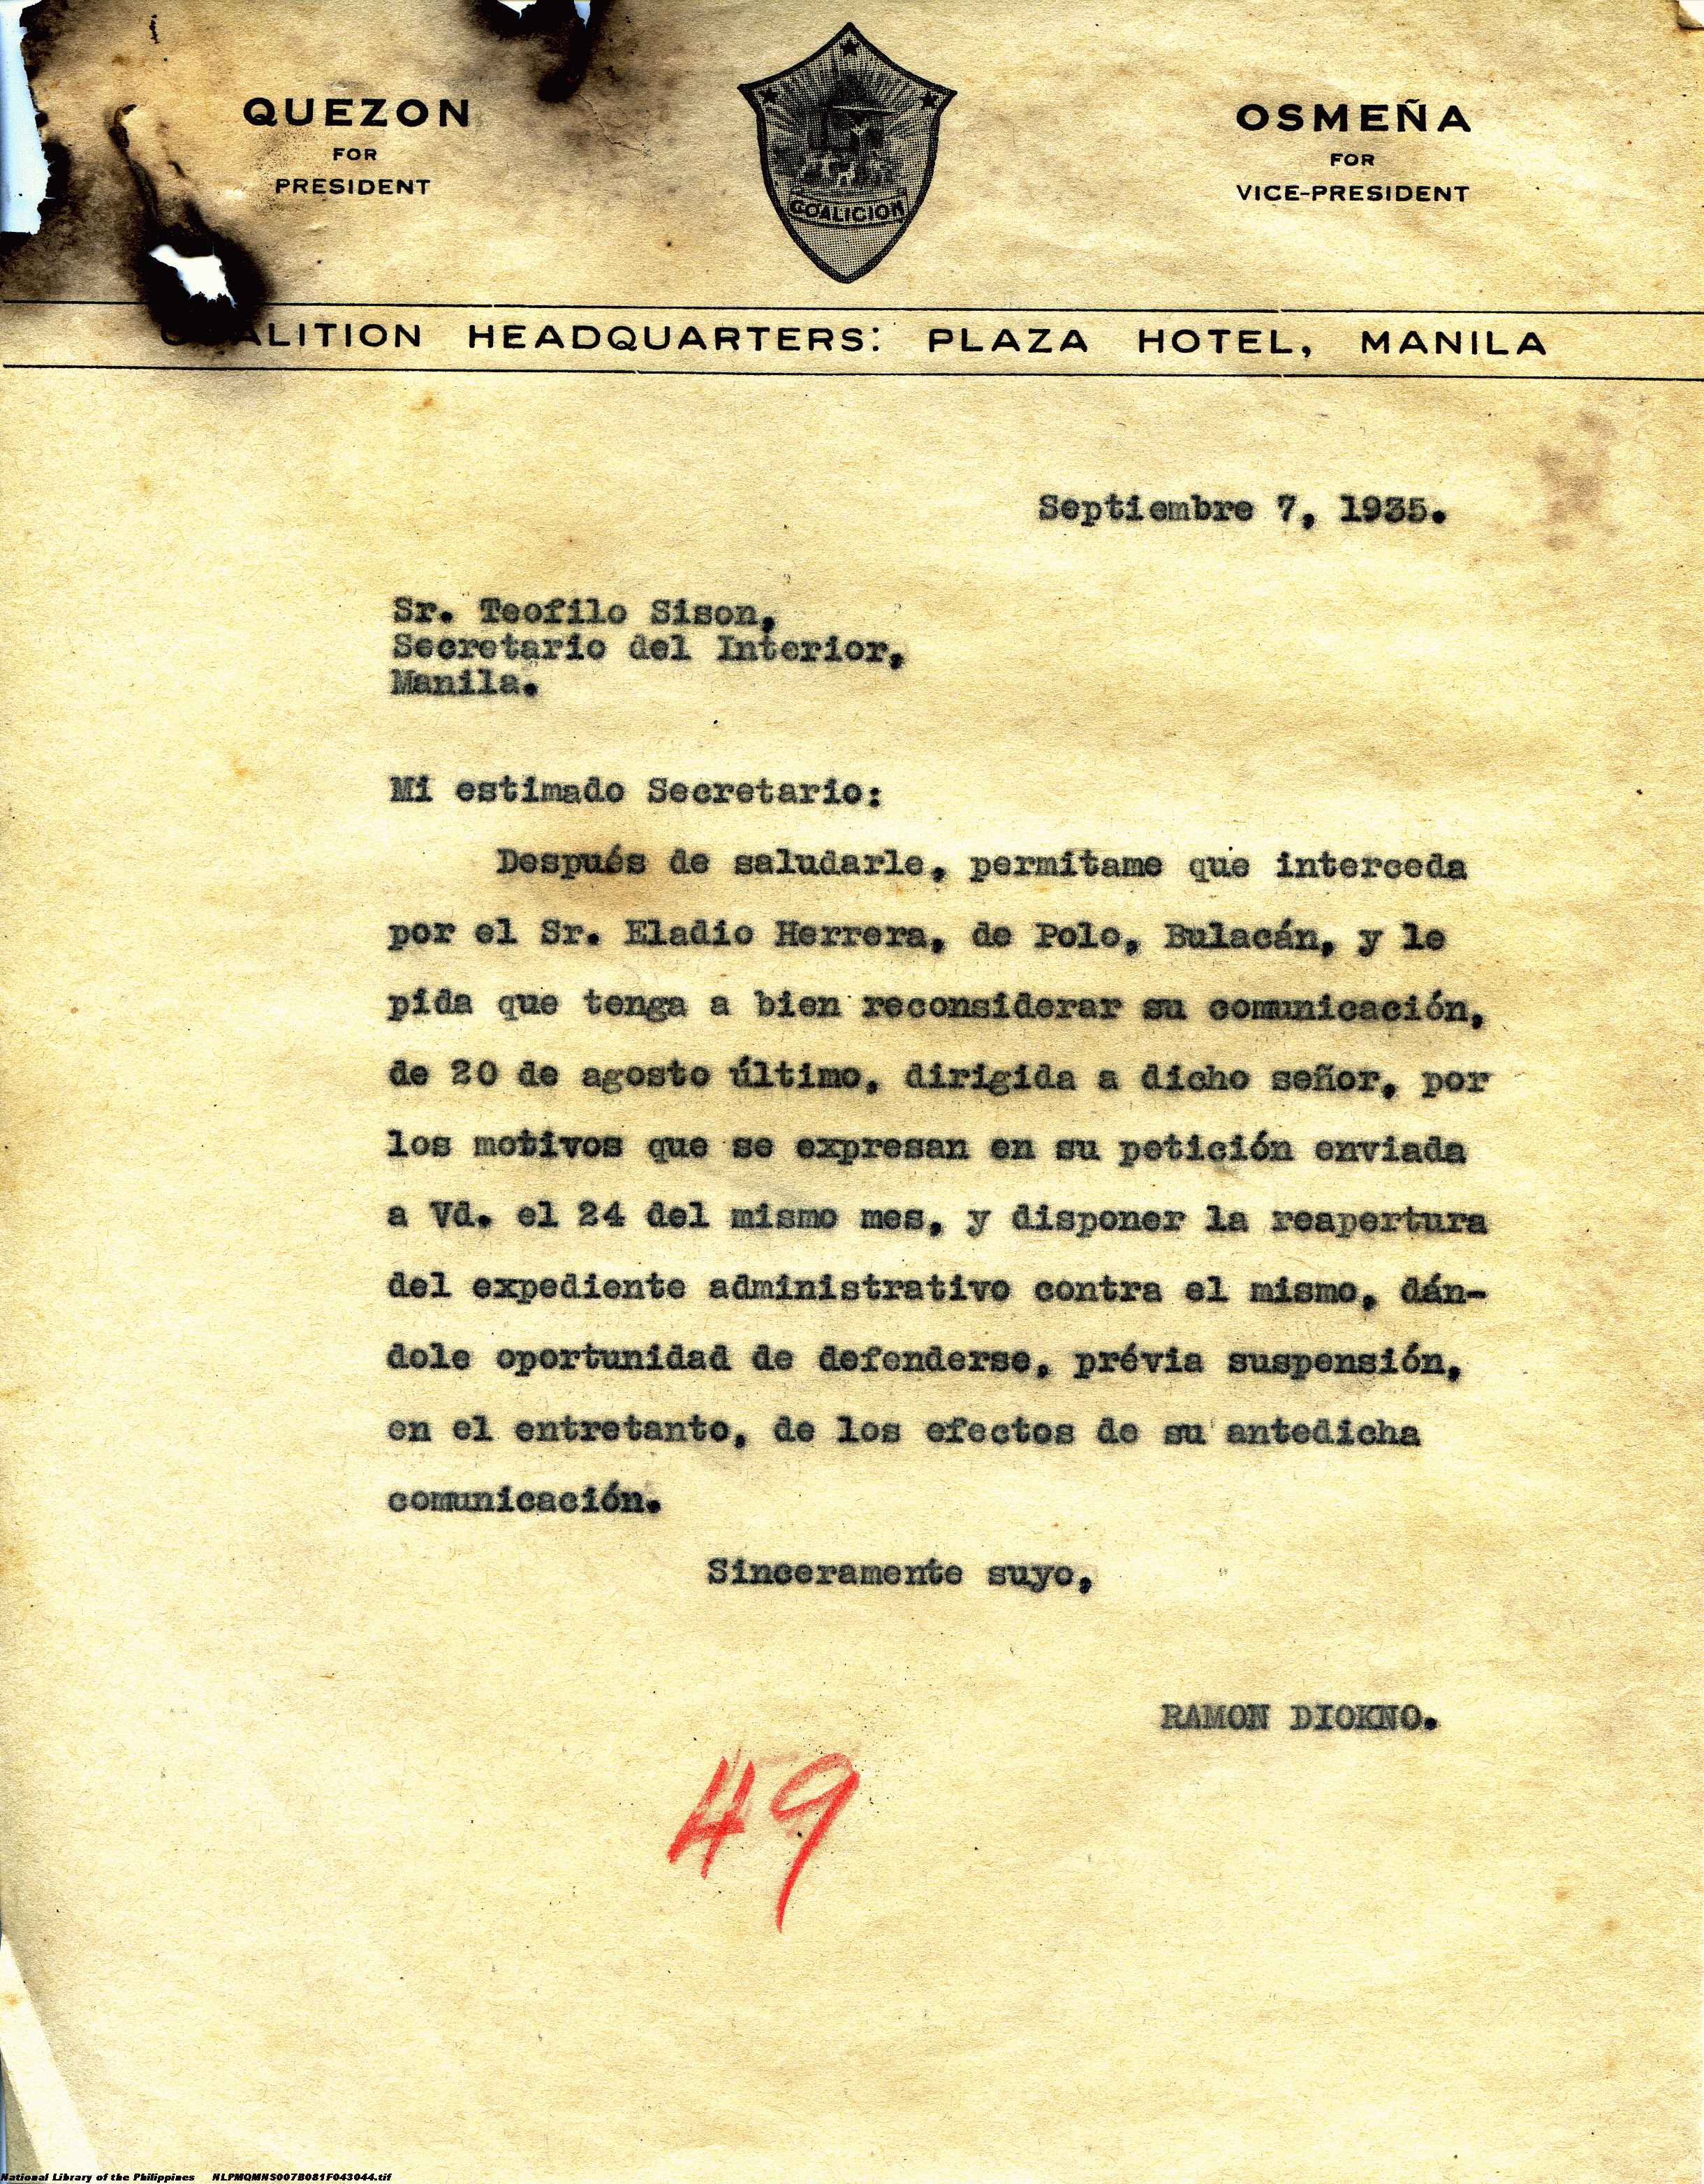 QUEZON
FOR
PRESIDENT
COALICION
OSMEÑA
FOR
VICE-PRESIDENT
COALITION HEADQUARTERS: PLAZA HOTEL, MANILA
Septiembre 7, 1935.
Sr. Teofilo Sison,
Secretario del Interior,
Manila.
Mi estimado Secretario:
Después de saludarle, permítame que interceda
por el Sr. Eladio Herrera, de Polo, Bulacán, y le
pida que tenga a bien reconsiderar su comunicación,
de 20 de agosto último, dirigida a dicho señor, por
los motivos que se expresan en su petición enviada
a Vd. el 24 del mismo mes, y disponer la reapertura
del expediente administrativo contra el mismo, dán-
dole oportunidad de defenderse, prévia suspensión,
en el entretanto, de los efectos de su antedicha
comunicación.
Sinceramente suyo,
RAMON DIOKNO.
49
National Library of the Philippines NLPMQMNS007B081F043044.tif